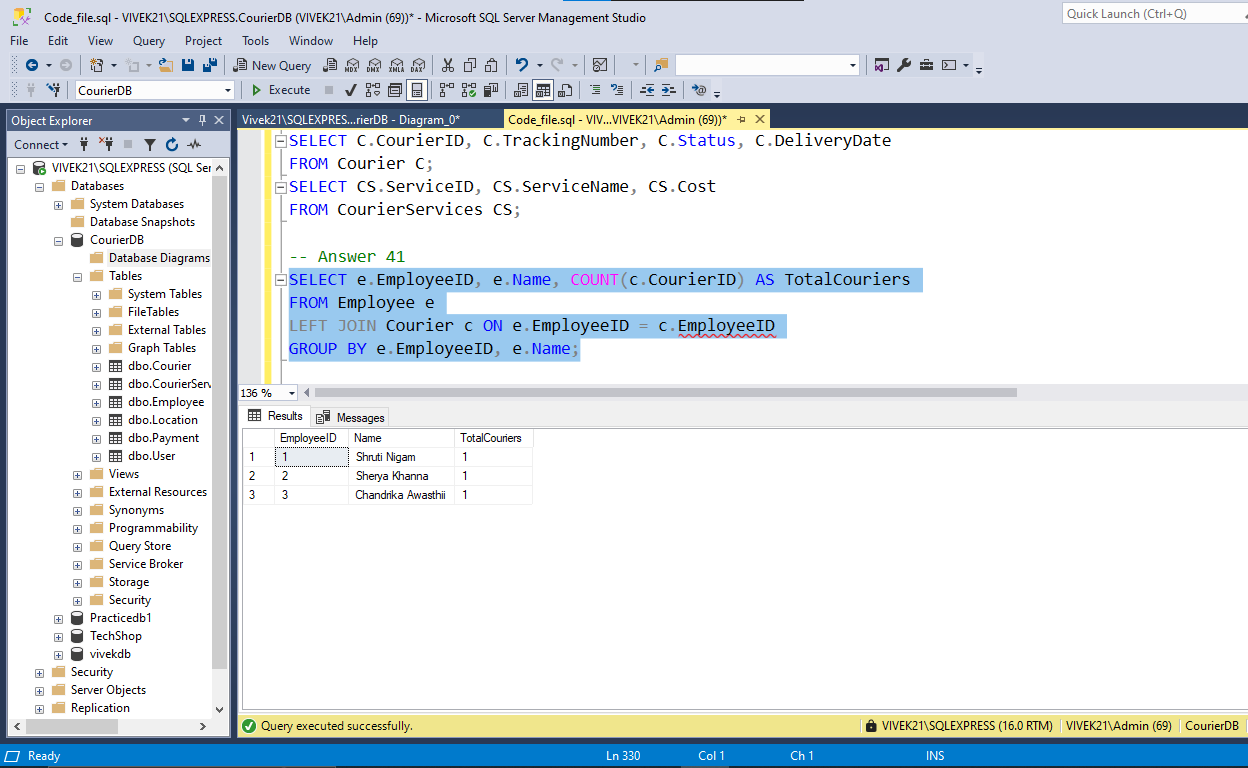 Code_file.sql - VIVEK21\SQLEXPRESS.CourierDB (VIVEK21\Admin (69))* - Microsoft SQL Server Management Studio
Quick Launch (Ctrl+Q)
File Edit View Query Project Tools Window Help
New Query MDX DMX XMLA DAX
CourierDB Execute
Object Explorer
Connect
VIVEK21\SQLEXPRESS (SQL Ser
Databases
System Databases
Database Snapshots
CourierDB
Database Diagrams
Tables
System Tables
FileTables
External Tables
Graph Tables
dbo.Courier
dbo.CourierServ
dbo.Employee
dbo.Location
dbo.Payment
dbo.User
Views
External Resources
Synonyms
Programmability
Query Store
Service Broker
Storage
Security
Practicedb1
TechShop
vivekdb
Security
Server Objects
Replication
Vivek21\SQLEXPRES...rierDB - Diagram_0*
Code_file.sql - VIV...VIVEK21\Admin (69))*
SELECT C.CourierID, C.TrackingNumber, C.Status, C.DeliveryDate
FROM Courier C;
SELECT CS.ServiceID, CS.ServiceName, CS.Cost
FROM CourierServices CS;
-- Answer 41
SELECT e.EmployeeID, e.Name, COUNT(c.CourierID) AS TotalCouriers
FROM Employee e
LEFT JOIN Courier c ON e.EmployeeID = c.EmployeeID
GROUP BY e.EmployeeID, e.Name;
136 %
Results Messages
EmployeeID Name TotalCouriers
1 1 Shruti Nigam 1
2 2 Sherya Khanna 1
3 3 Chandrika Awasthii 1
Query executed successfully. VIVEK21\SQLEXPRESS (16.0 RTM) VIVEK21\Admin (69) CourierDB
Ready Ln 330 Col 1 Ch 1 INS